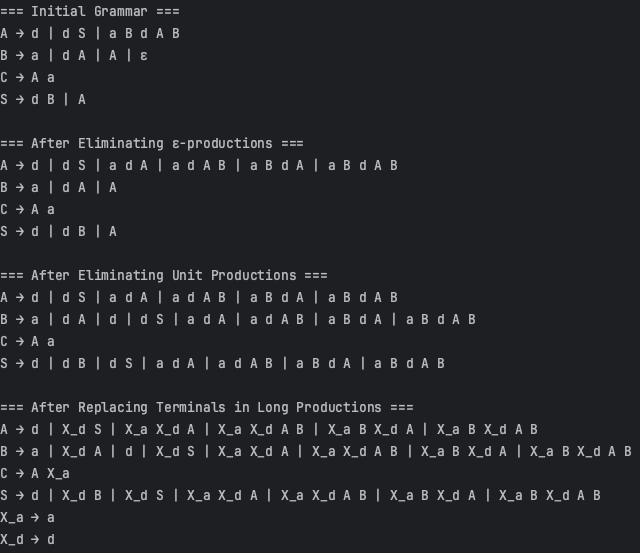 === Initial Grammar ===
A → d | d S | a B d A B
B → a | d A | A | ε
C → A a
S → d B | A
=== After Eliminating ε-productions ===
A → d | d S | a d A | a d A B | a B d A | a B d A B
B → a | d A | A
C → A a
S → d | d B | A
=== After Eliminating Unit Productions ===
A → d | d S | a d A | a d A B | a B d A | a B d A B
B → a | d A | d | d S | a d A | a d A B | a B d A | a B d A B
C → A a
S → d | d B | d S | a d A | a d A B | a B d A | a B d A B
=== After Replacing Terminals in Long Productions ===
A → d | X_d S | X_a X_d A | X_a X_d A B | X_a B X_d A | X_a B X_d A B
B → a | X_d A | d | X_d S | X_a X_d A | X_a X_d A B | X_a B X_d A | X_a B X_d A B
C → A X_a
S → d | X_d B | X_d S | X_a X_d A | X_a X_d A B | X_a B X_d A | X_a B X_d A B
X_a → a
X_d → d